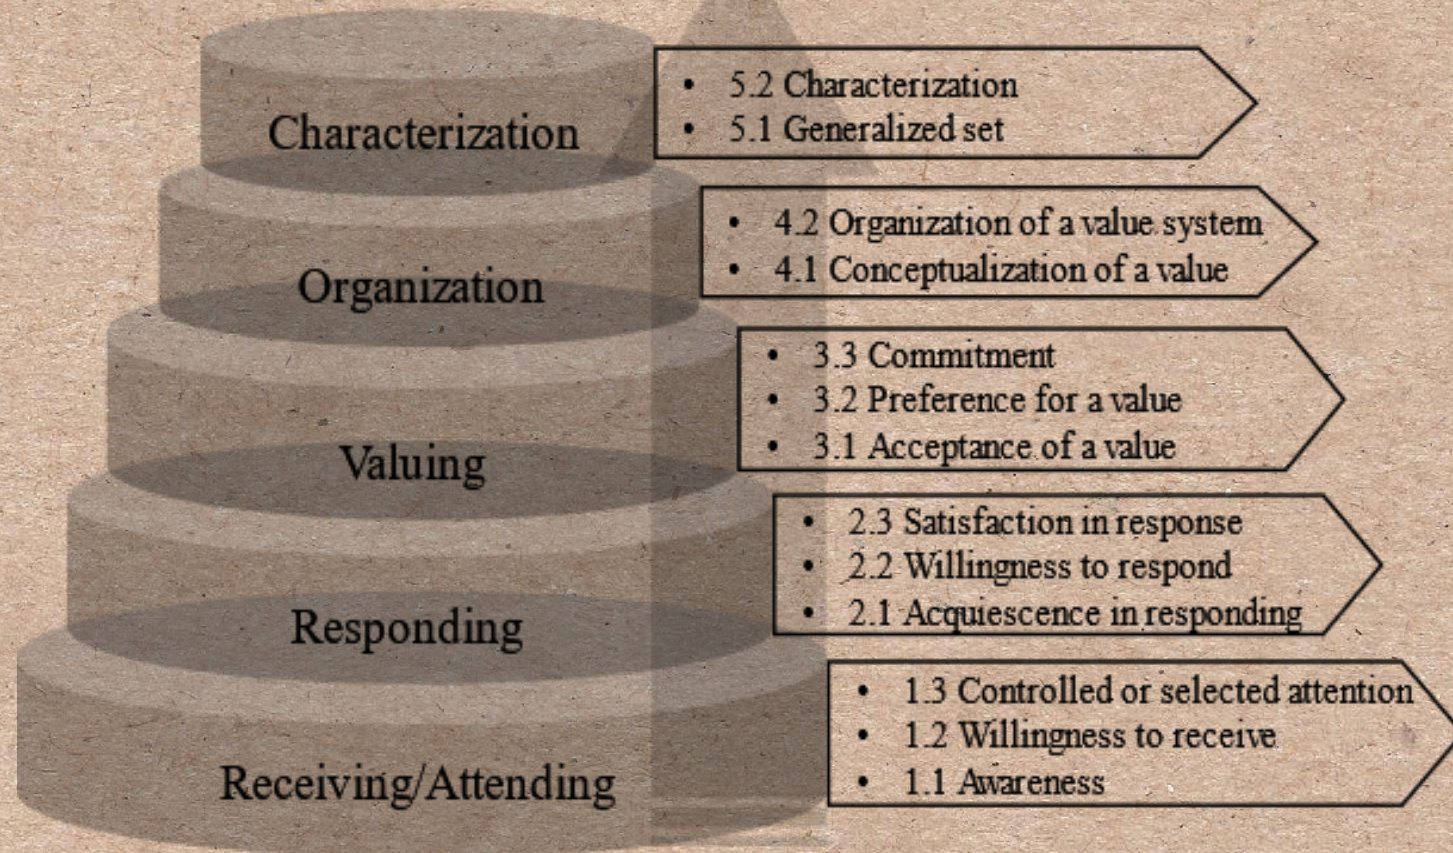 Characterization
• 5.2 Characterization
• 5.1 Generalized set
Organization
• 4.2 Organization of a value system
• 4.1 Conceptualization of a value
Valuing
• 3.3 Commitment
• 3.2 Preference for a value
• 3.1 Acceptance of a value
Responding
• 2.3 Satisfaction in response
• 2.2 Willingness to respond
• 2.1 Acquiescence in responding
Receiving/Attending
• 1.3 Controlled or selected attention
• 1.2 Willingness to receive
• 1.1 Awareness